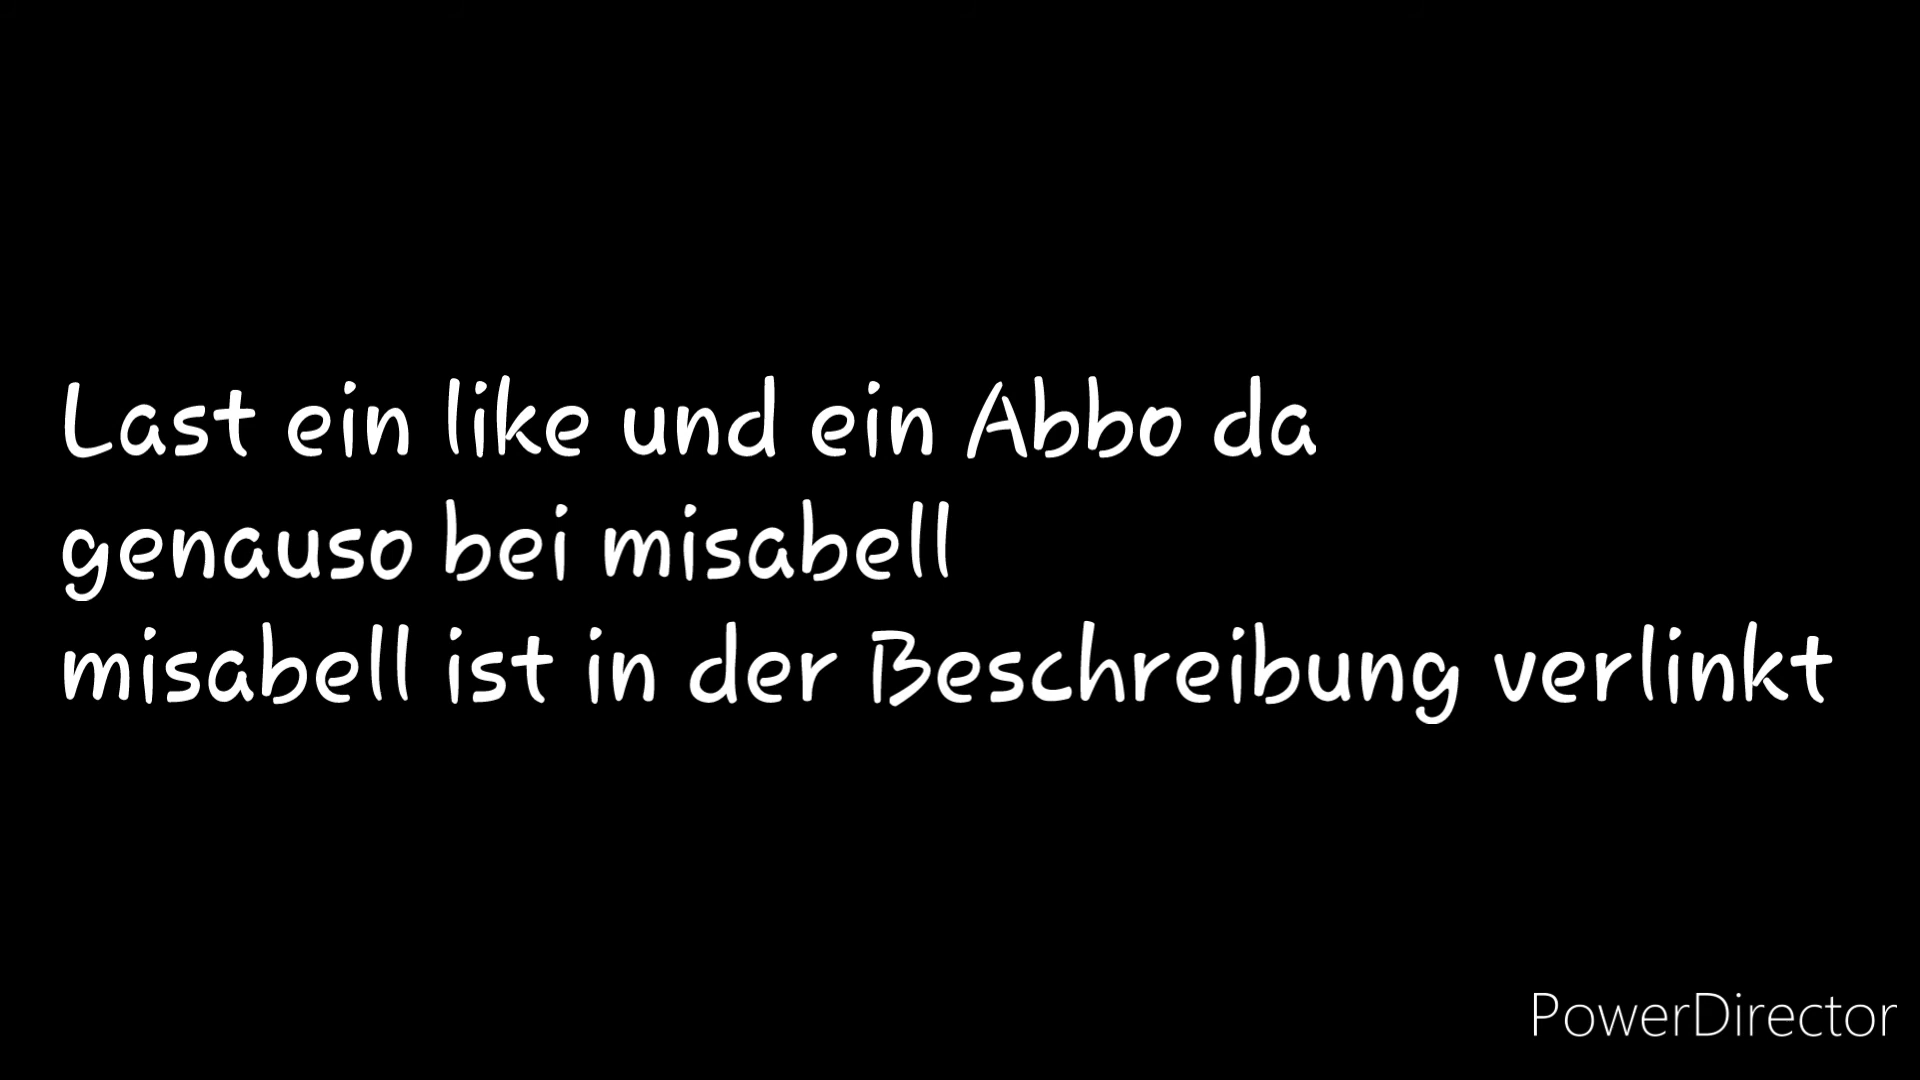 Last ein like und ein Abbo da
genauso bei misabell
misabell ist in der Beschreibung verlinkt
PowerDirector